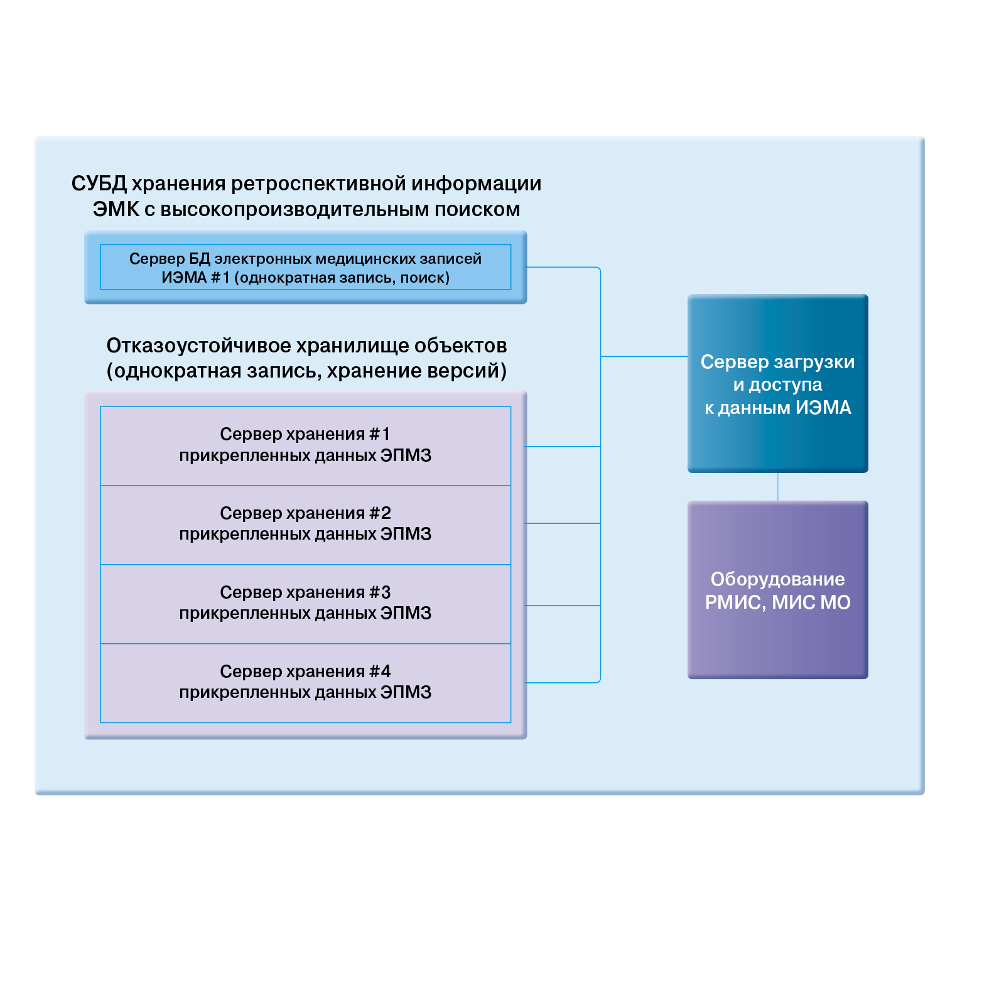 СУБД хранения ретроспективной информации
ЭМК с высокопроизводительным поиском
Сервер БД электронных медицинских записей
ИЭМА #1 (однократная запись, поиск)
Отказоустойчивое хранилище объектов
(однократная запись, хранение версий)
Сервер хранения #1
прикрепленных данных ЭПМЗ
Сервер хранения #2
прикрепленных данных ЭПМЗ
Сервер хранения #3
прикрепленных данных ЭПМЗ
Сервер хранения #4
прикрепленных данных ЭПМЗ
Сервер загрузки
и доступа
к данным ИЭМА
Оборудование
РМИС, МИС МО